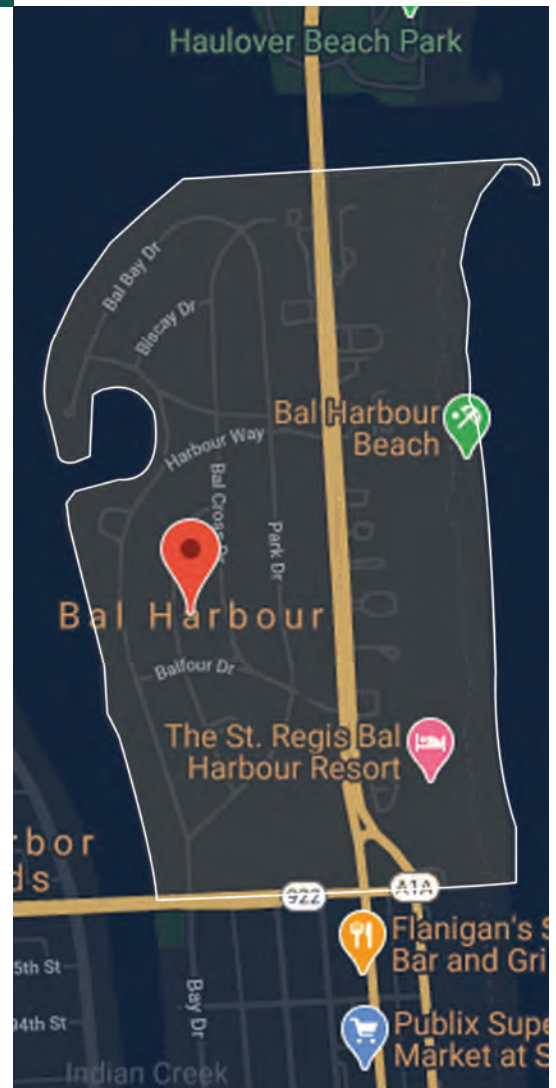 Haulover Beach Park
Bal Bay Dr
Biscay Dr
Bal Harbour
Beach
Harbour Way
Bal Cross Dr
Park Dr
Bal Harbour
Balfour Dr
The St. Regis Bal
Harbour Resort
rbor
ds
922
A1A
Flanigan's S
Bar and Gri
5th St
94th St
Bay Dr
Publix Supe
Market at S
Indian Creek